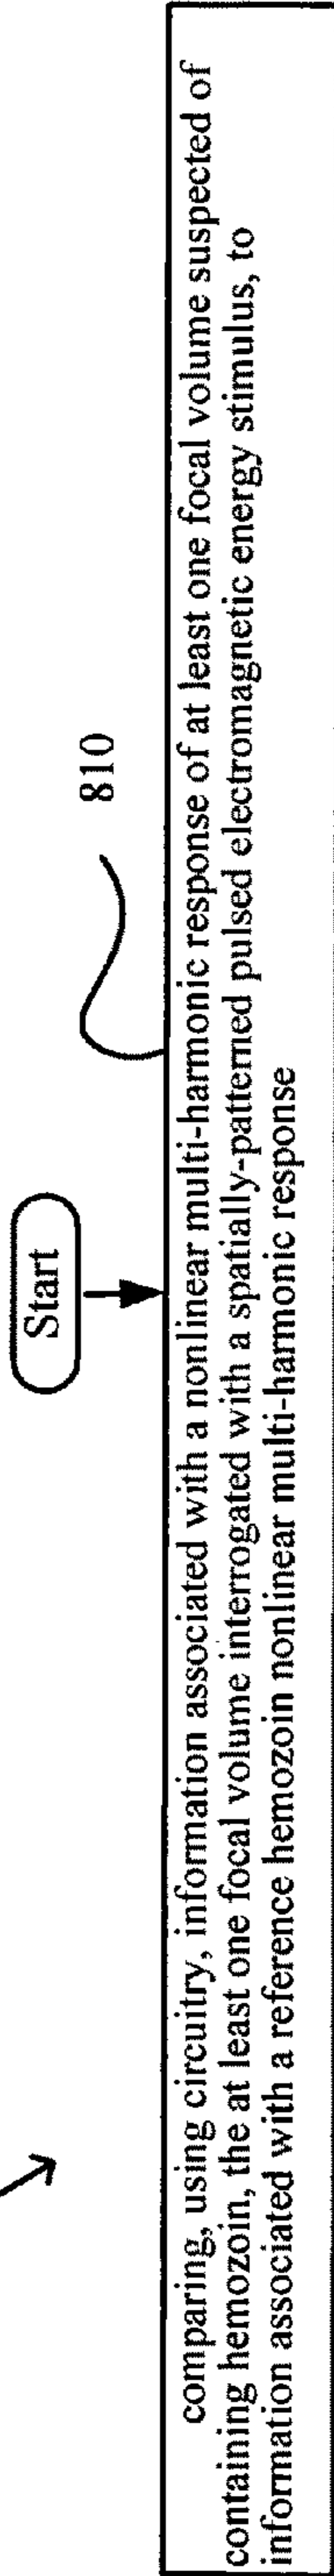 Start
810
comparing, using circuitry, information associated with a nonlinear multi-harmonic response of at least one focal volume suspected of
containing hemozoin, the at least one focal volume interrogated with a spatially-patterned pulsed electromagnetic energy stimulus, to
information associated with a reference hemozoin nonlinear multi-harmonic response